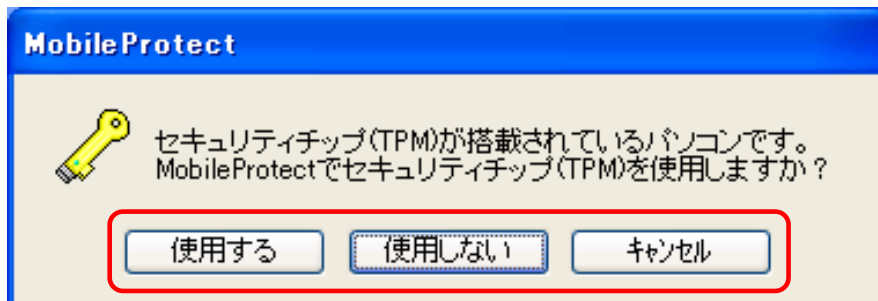 MobileProtect
セキュリティチップ(TPM)が搭載されているパソコンです。
MobileProtectでセキュリティチップ(TPM)を使用しますか？
使用する
使用しない
ｷｬﾝｾﾙ